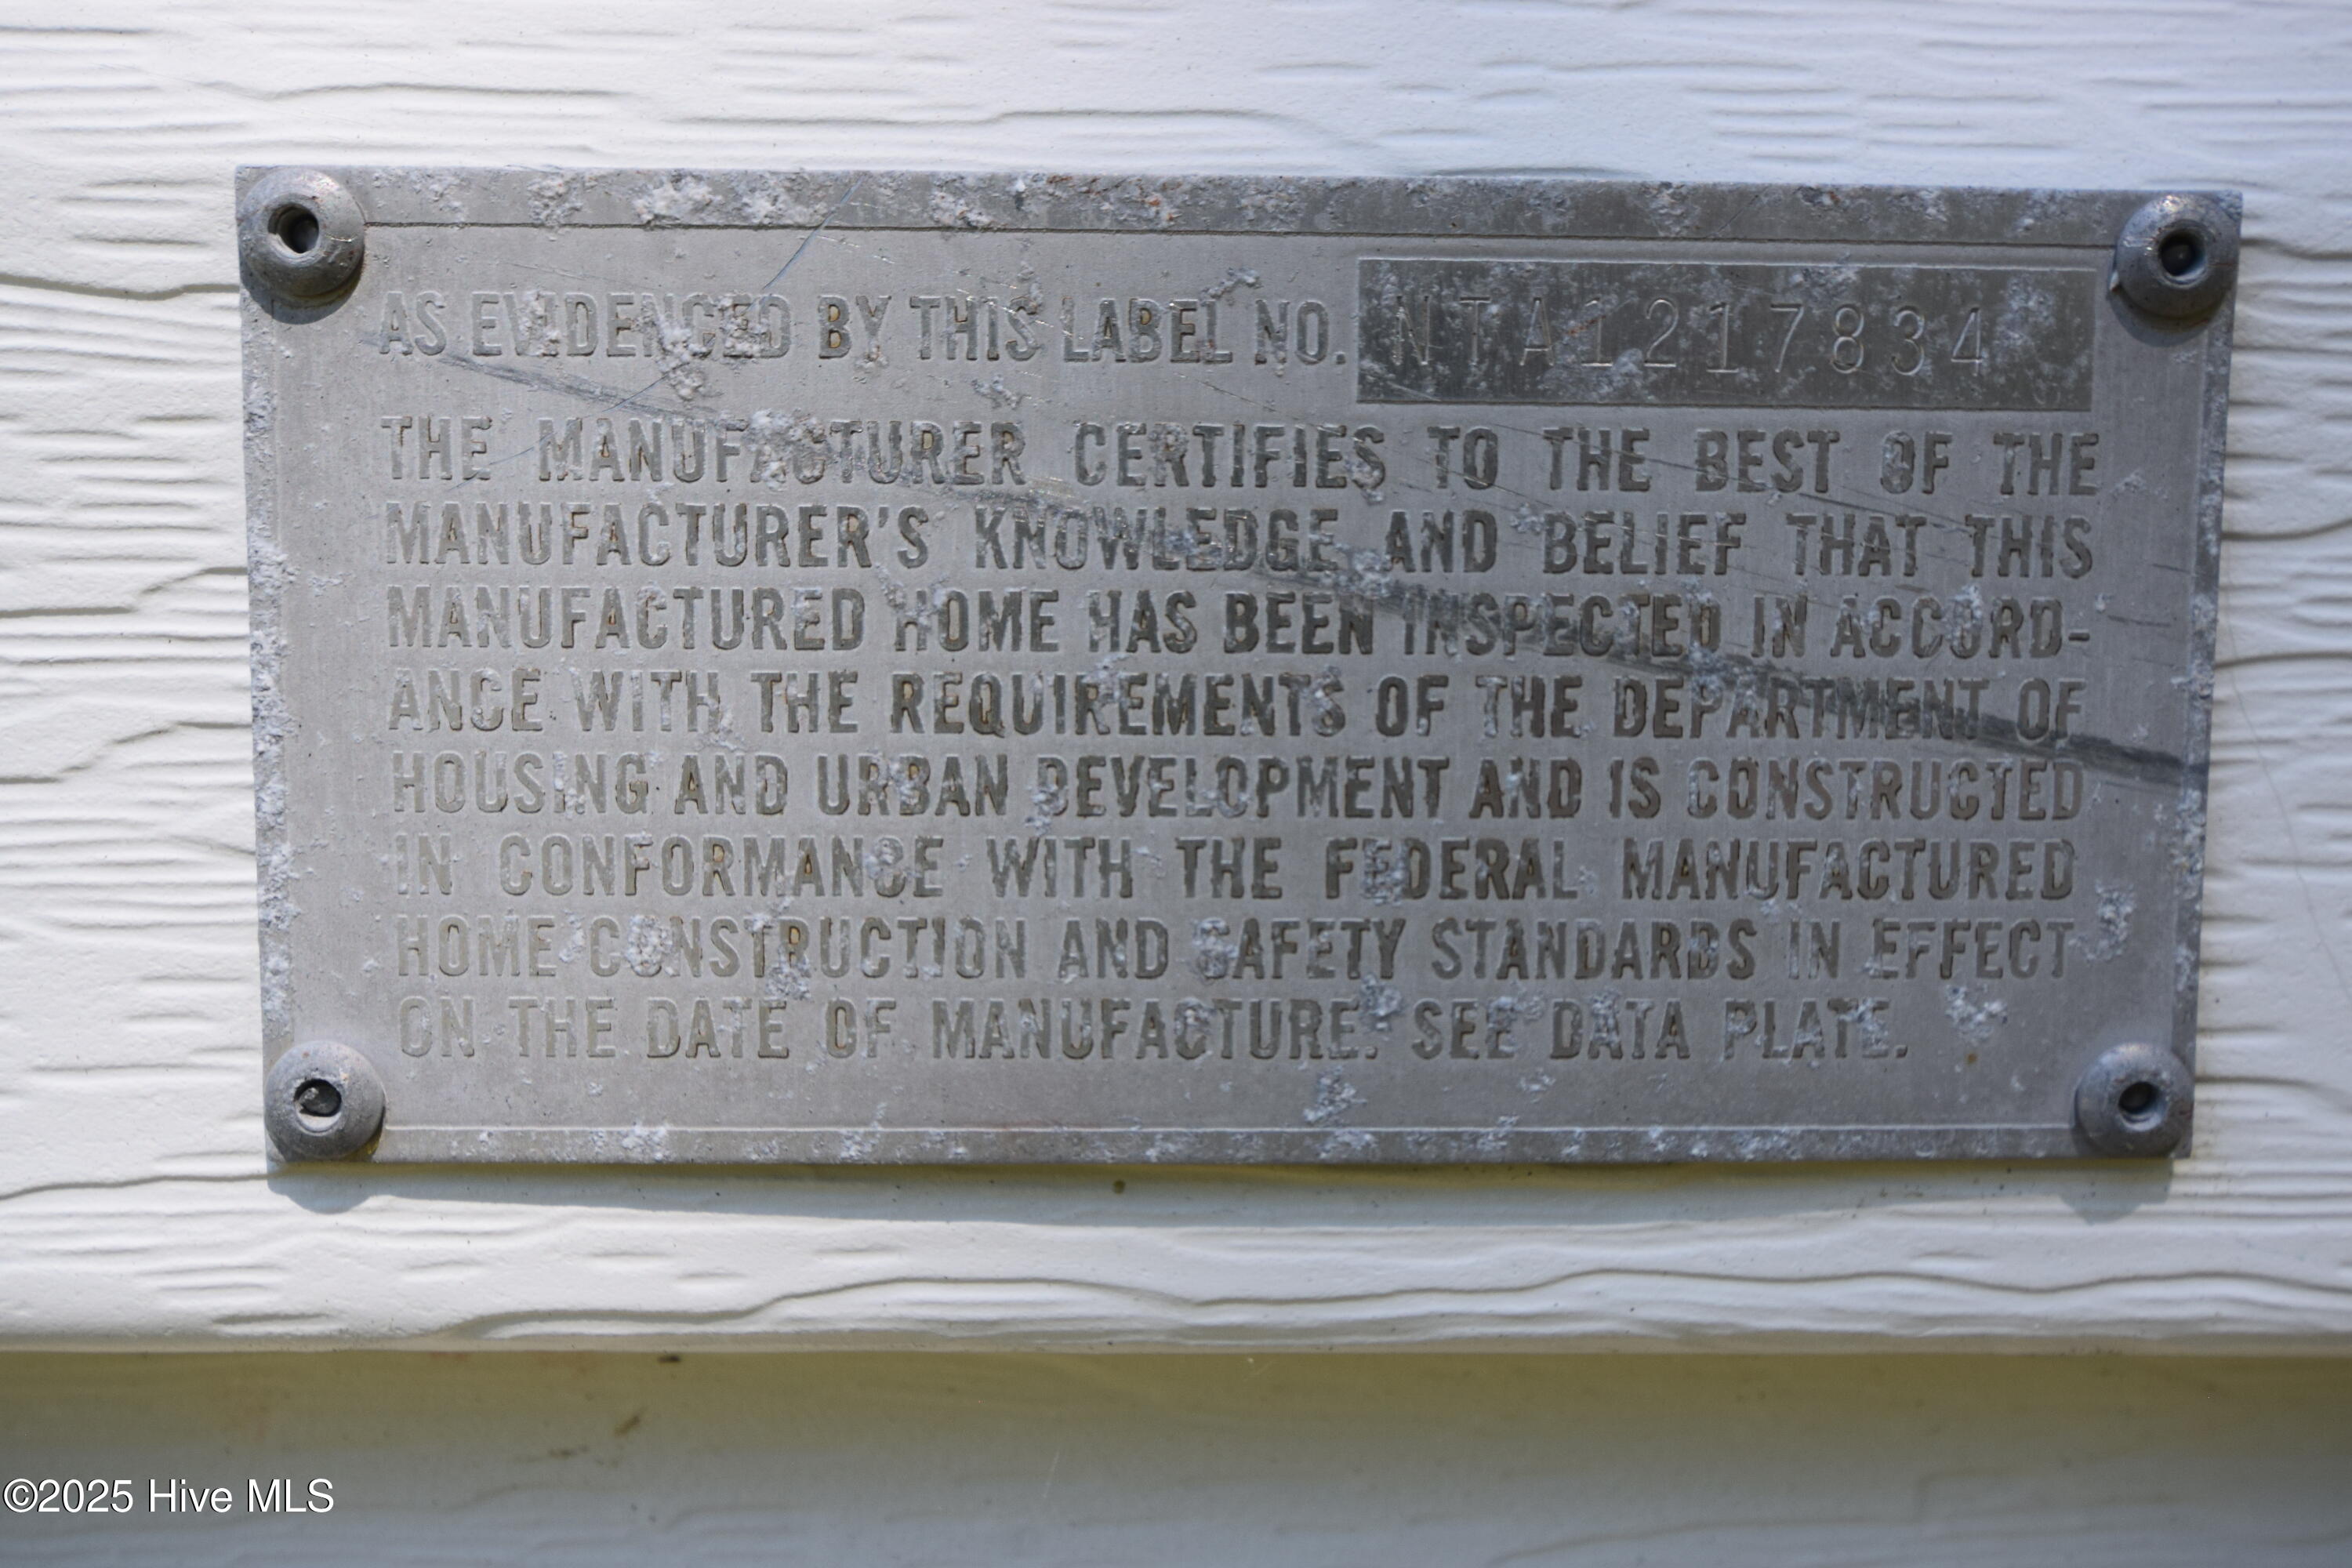 AS EVIDENCED BY THIS LABEL NO. NTA1217834
THE MANUFACTURER CERTIFIES TO THE BEST OF THE
MANUFACTURER'S KNOWLEDGE AND BELIEF THAT THIS
MANUFACTURED HOME HAS BEEN INSPECTED IN ACCORD-
ANCE WITH THE REQUIREMENTS OF THE DEPARTMENT OF
HOUSING AND URBAN DEVELOPMENT AND IS CONSTRUCTED
IN CONFORMANCE WITH THE FEDERAL MANUFACTURED
HOME CONSTRUCTION AND SAFETY STANDARDS IN EFFECT
ON THE DATE OF MANUFACTURE. SEE DATA PLATE.
©2025 Hive MLS